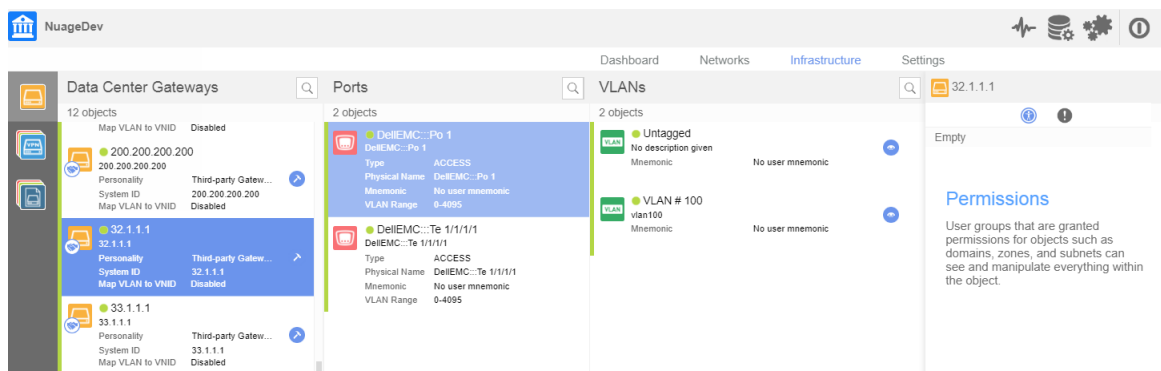 NuageDev
Dashboard Networks Infrastructure Settings
Data Center Gateways
12 objects
Map VLAN to VNID Disabled
200.200.200.200
200.200.200.200
Personality Third-party Gatew...
System ID 200.200.200.200
Map VLAN to VNID Disabled
32.1.1.1
32.1.1.1
Personality Third-party Gatew...
System ID 32.1.1.1
Map VLAN to VNID Disabled
33.1.1.1
33.1.1.1
Personality Third-party Gatew...
System ID 33.1.1.1
Map VLAN to VNID Disabled
VPN
Ports
2 objects
DellEMC:::Po 1
DellEMC:::Po 1
Type ACCESS
Physical Name DellEMC:::Po 1
Mnemonic No user mnemonic
VLAN Range 0-4095
DellEMC:::Te 1/1/1/1
DellEMC:::Te 1/1/1/1
Type ACCESS
Physical Name DellEMC:::Te 1/1/1/1
Mnemonic No user mnemonic
VLAN Range 0-4095
VLANs
2 objects
VLAN
Untagged
No description given
Mnemonic No user mnemonic
VLAN
VLAN # 100
vlan100
Mnemonic No user mnemonic
32.1.1.1
Empty
Permissions
User groups that are granted
permissions for objects such as
domains, zones, and subnets can
see and manipulate everything within
the object.